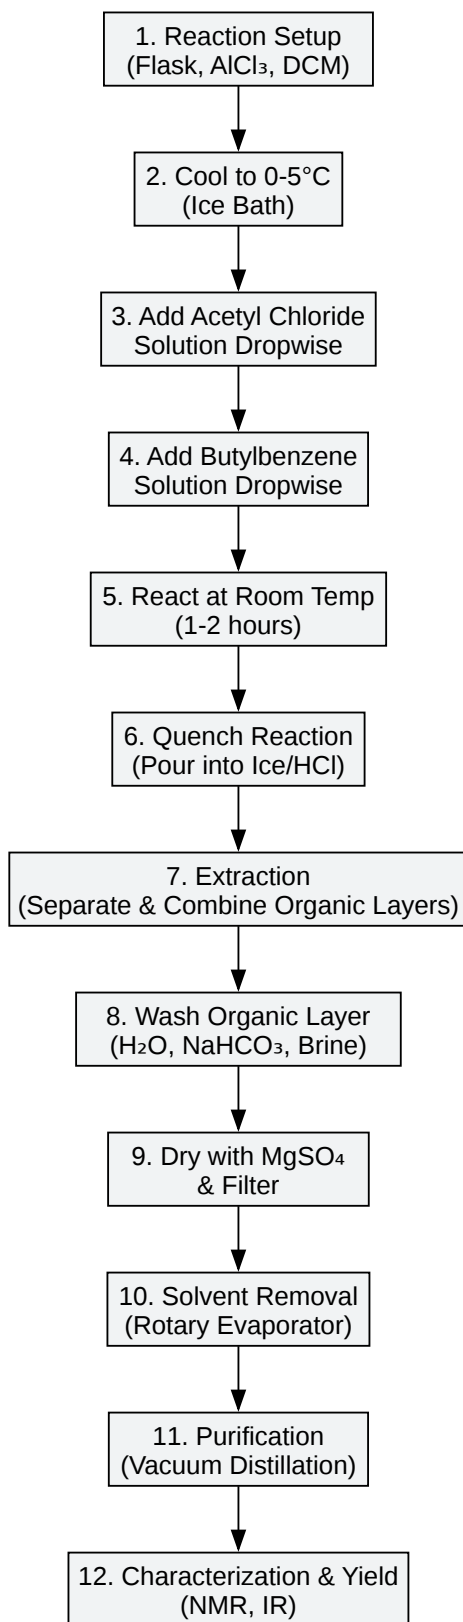 1. Reaction Setup
(Flask, AlCl₃, DCM)
2. Cool to 0-5°C
(Ice Bath)
3. Add Acetyl Chloride
Solution Dropwise
4. Add Butylbenzene
Solution Dropwise
5. React at Room Temp
(1-2 hours)
6. Quench Reaction
(Pour into Ice/HCl)
7. Extraction
(Separate & Combine Organic Layers)
8. Wash Organic Layer
(H₂O, NaHCO₃, Brine)
9. Dry with MgSO₄
& Filter
10. Solvent Removal
(Rotary Evaporator)
11. Purification
(Vacuum Distillation)
12. Characterization & Yield
(NMR, IR)